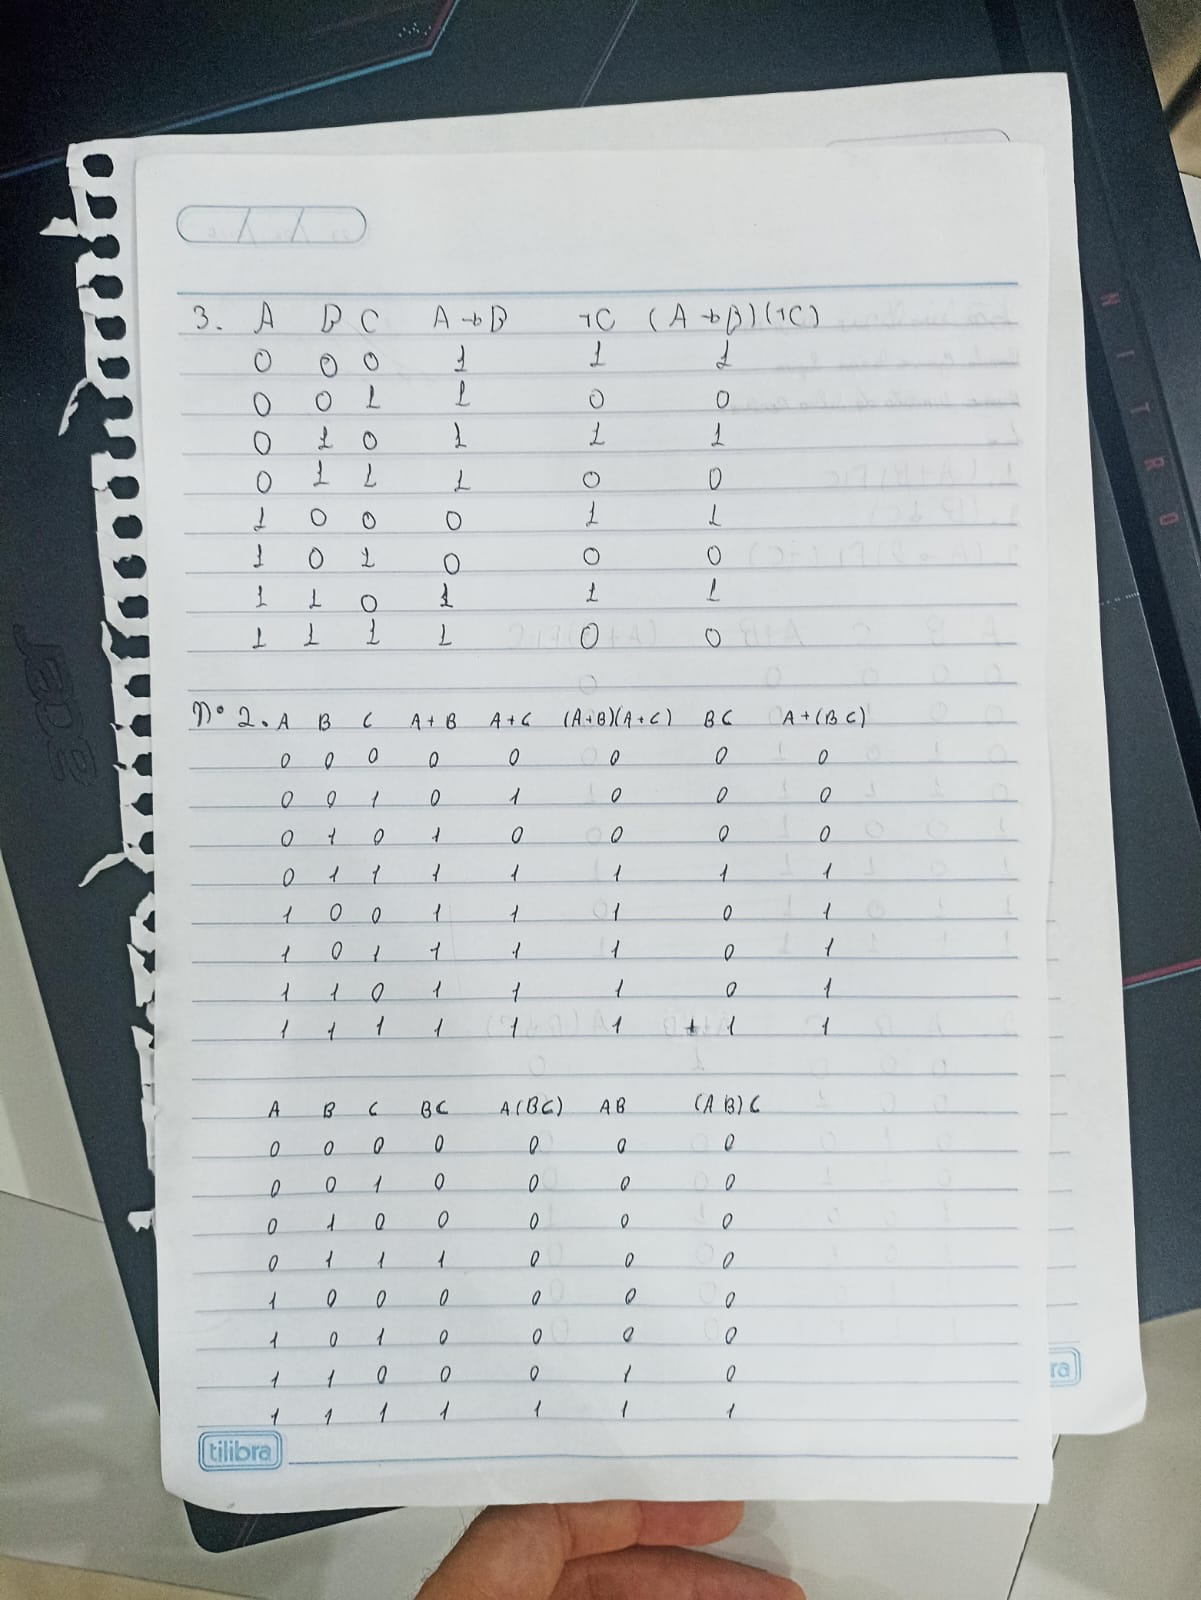 3. A B C A→B ¬C (A→B)(¬C)
0 0 0 1 1 1
0 0 1 1 0 0
0 1 0 1 1 1
0 1 1 1 0 0
1 0 0 0 1 1
1 0 1 0 0 0
1 1 0 1 1 1
1 1 1 1 0 0
nº 2. A B C A+B A+C (A+B)(A+C) BC A+(BC)
0 0 0 0 0 0 0 0
0 0 1 0 1 0 0 0
0 1 0 1 0 0 0 0
0 1 1 1 1 1 1 1
1 0 0 1 1 1 0 1
1 0 1 1 1 1 0 1
1 1 0 1 1 1 0 1
1 1 1 1 1 1 1 1
A B C BC A(BC) AB (AB)C
0 0 0 0 0 0 0
0 0 1 0 0 0 0
0 1 0 0 0 0 0
0 1 1 1 0 0 0
1 0 0 0 0 0 0
1 0 1 0 0 0 0
1 1 0 0 0 1 0
1 1 1 1 1 1 1
tilibra
ra
acer
NITRO